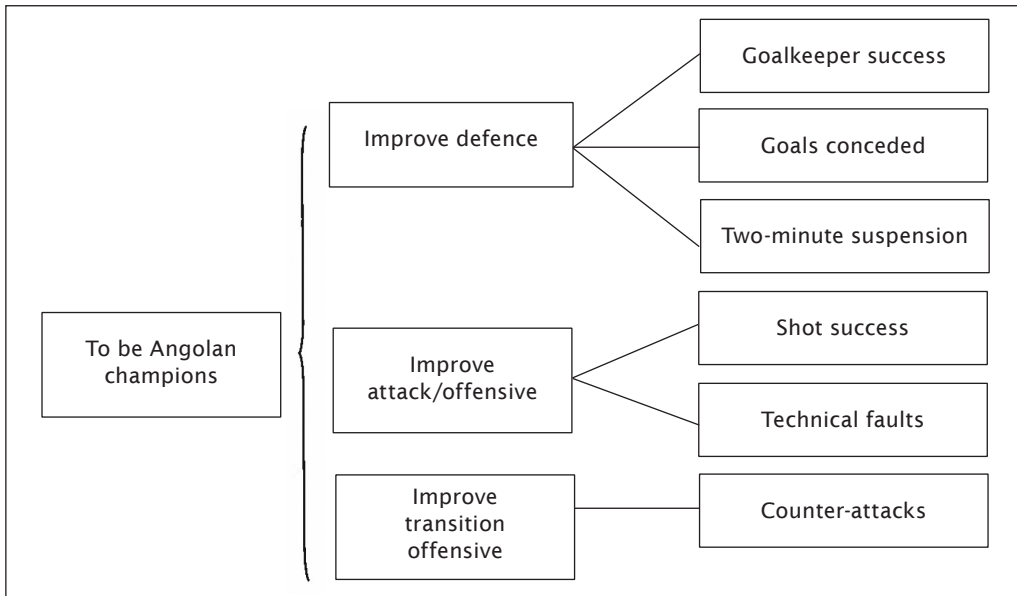 To be Angolan
champions
Improve defence
Goalkeeper success
Goals conceded
Two-minute suspension
Improve
attack/offensive
Shot success
Technical faults
Improve
transition
offensive
Counter-attacks